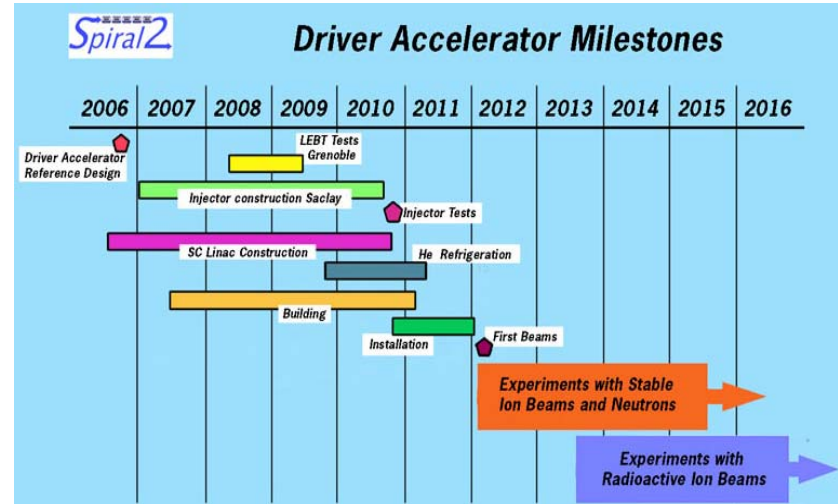 Spiral2
Driver Accelerator Milestones
2006 2007 2008 2009 2010 2011 2012 2013 2014 2015 2016
Driver Accelerator
Reference Design
LEBT Tests
Grenoble
Injector construction Saclay
Injector Tests
SC Linac Construction
He Refrigeration
Building
Installation
First Beams
Experiments with Stable
Ion Beams and Neutrons
Experiments with
Radioactive Ion Beams